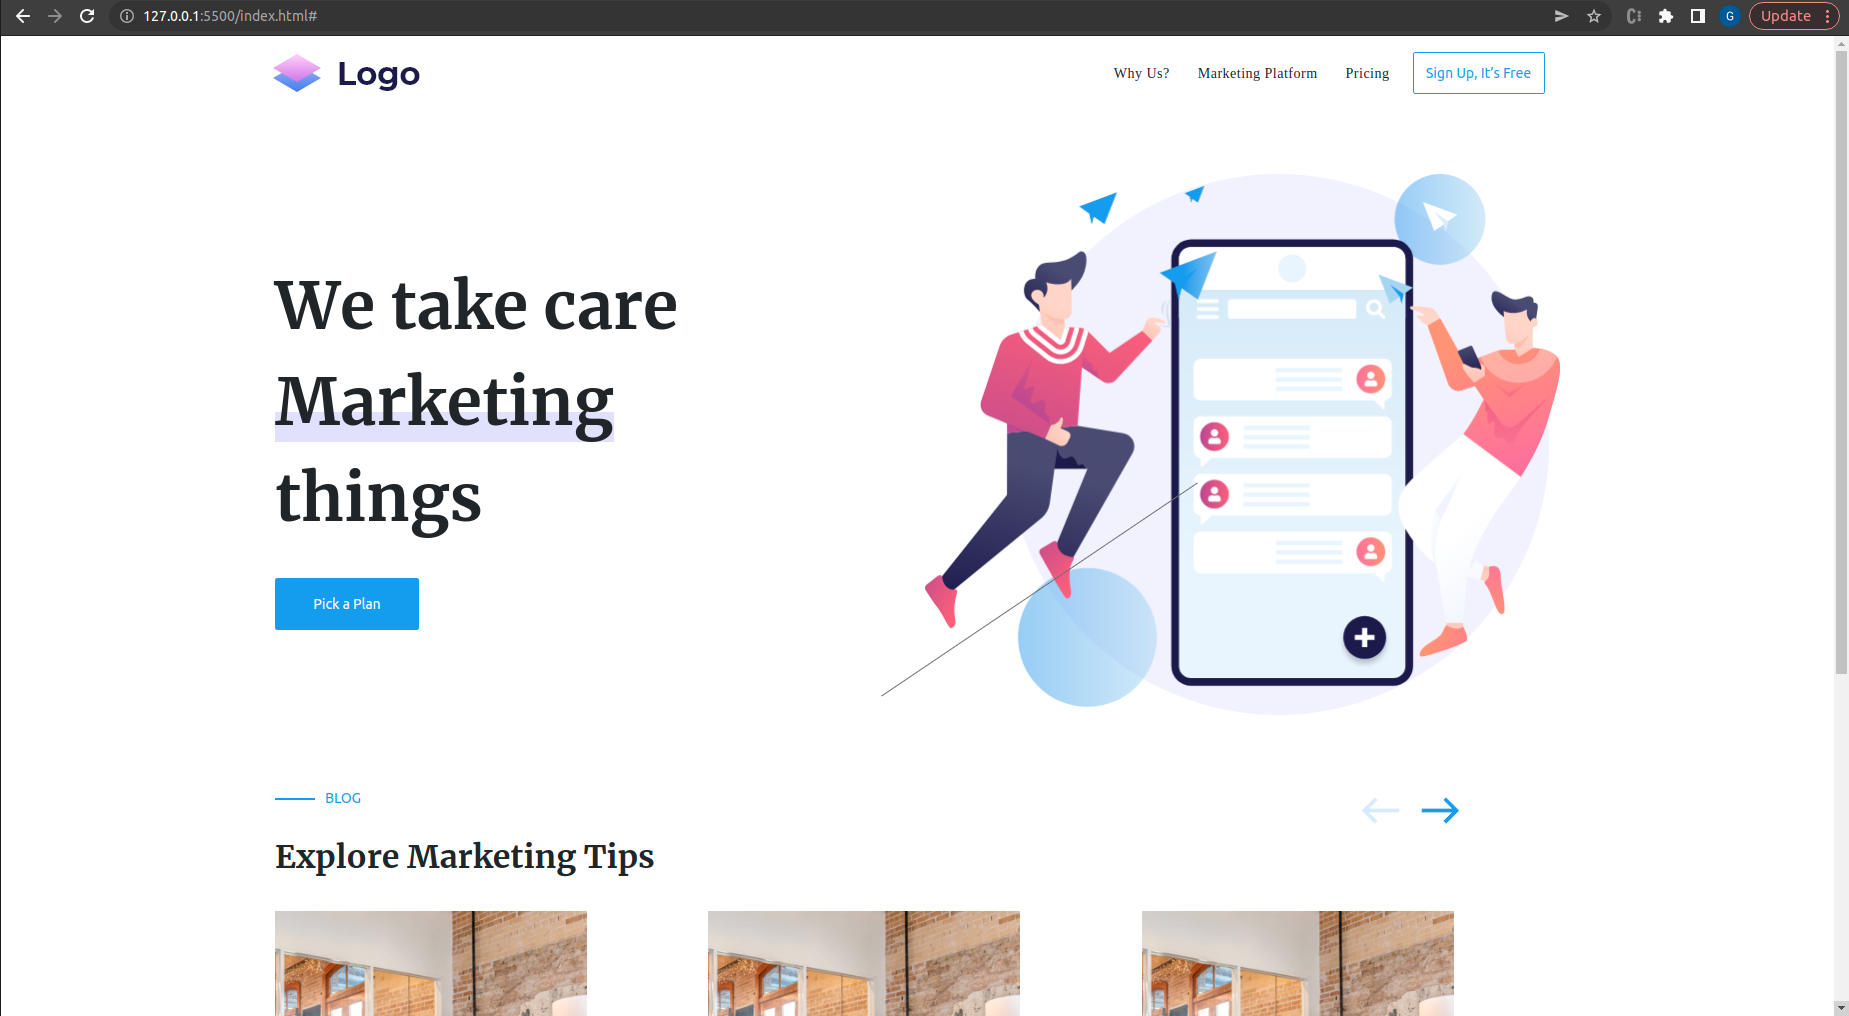 127.0.0.1:5500/index.html#
G
Update
Logo
Why Us?
Marketing Platform
Pricing
Sign Up, It's Free
We take care
Marketing
things
Pick a Plan
BLOG
Explore Marketing Tips